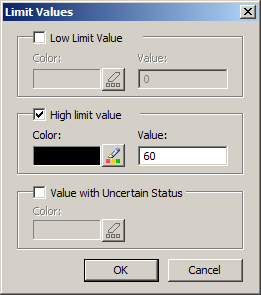 Limit Values
Low Limit Value
Color: Value:
0
High limit value
Color: Value:
60
Value with Uncertain Status
Color:
OK Cancel